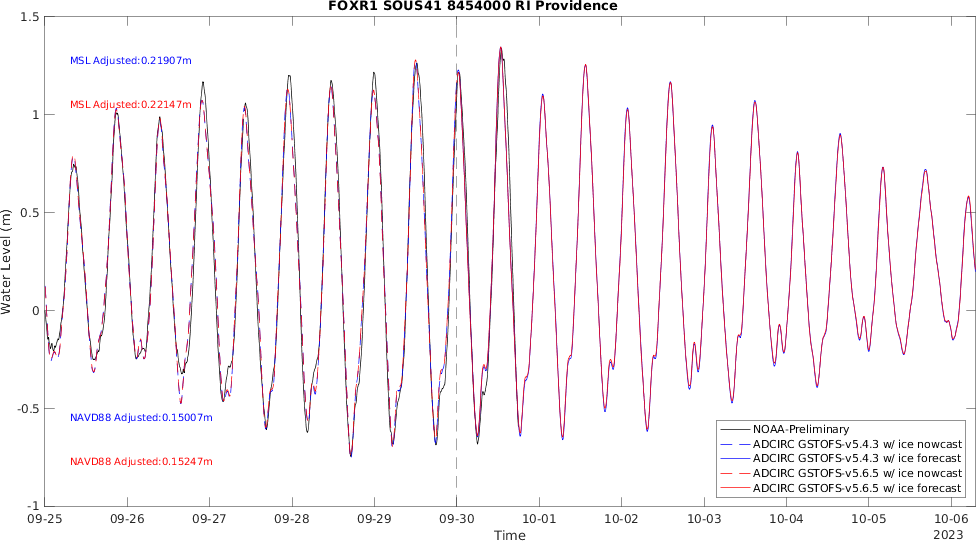 FOXR1 SOUS41 8454000 RI Providence
1.5
MSL Adjusted:0.21907m
MSL Adjusted:0.22147m
1
0.5
Water Level (m)
0
-0.5
NAVD88 Adjusted:0.15007m
NAVD88 Adjusted:0.15247m
-1
NOAA-Preliminary
ADCIRC GSTOFS-v5.4.3 w/ ice nowcast
ADCIRC GSTOFS-v5.4.3 w/ ice forecast
ADCIRC GSTOFS-v5.6.5 w/ ice nowcast
ADCIRC GSTOFS-v5.6.5 w/ ice forecast
09-25 09-26 09-27 09-28 09-29 09-30 10-01 10-02 10-03 10-04 10-05 10-06
2023
Time